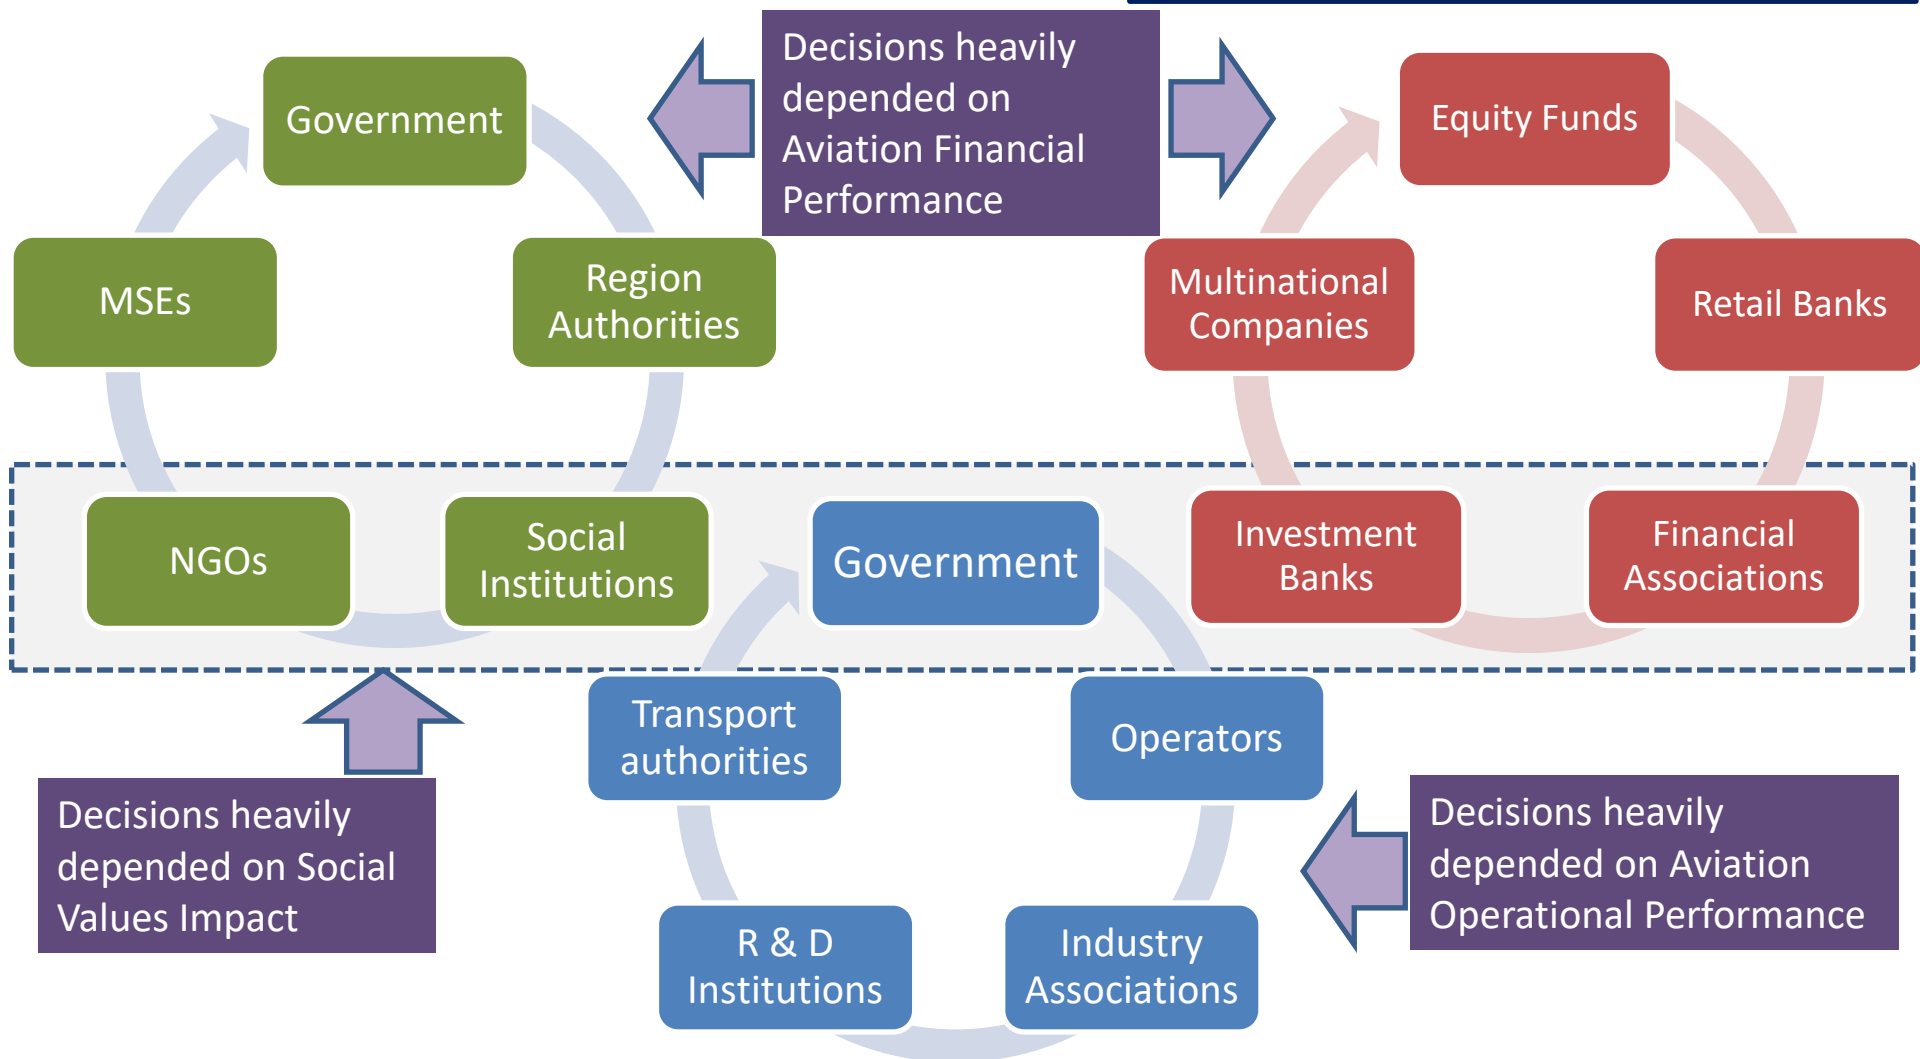 Decisions heavily
depended on
Aviation Financial
Performance
Government
Equity Funds
MSEs
Region
Authorities
Multinational
Companies
Retail Banks
NGOs
Social
Institutions
Government
Investment
Banks
Financial
Associations
Transport
authorities
Operators
Decisions heavily
depended on Social
Values Impact
Decisions heavily
depended on Aviation
Operational Performance
R & D
Institutions
Industry
Associations